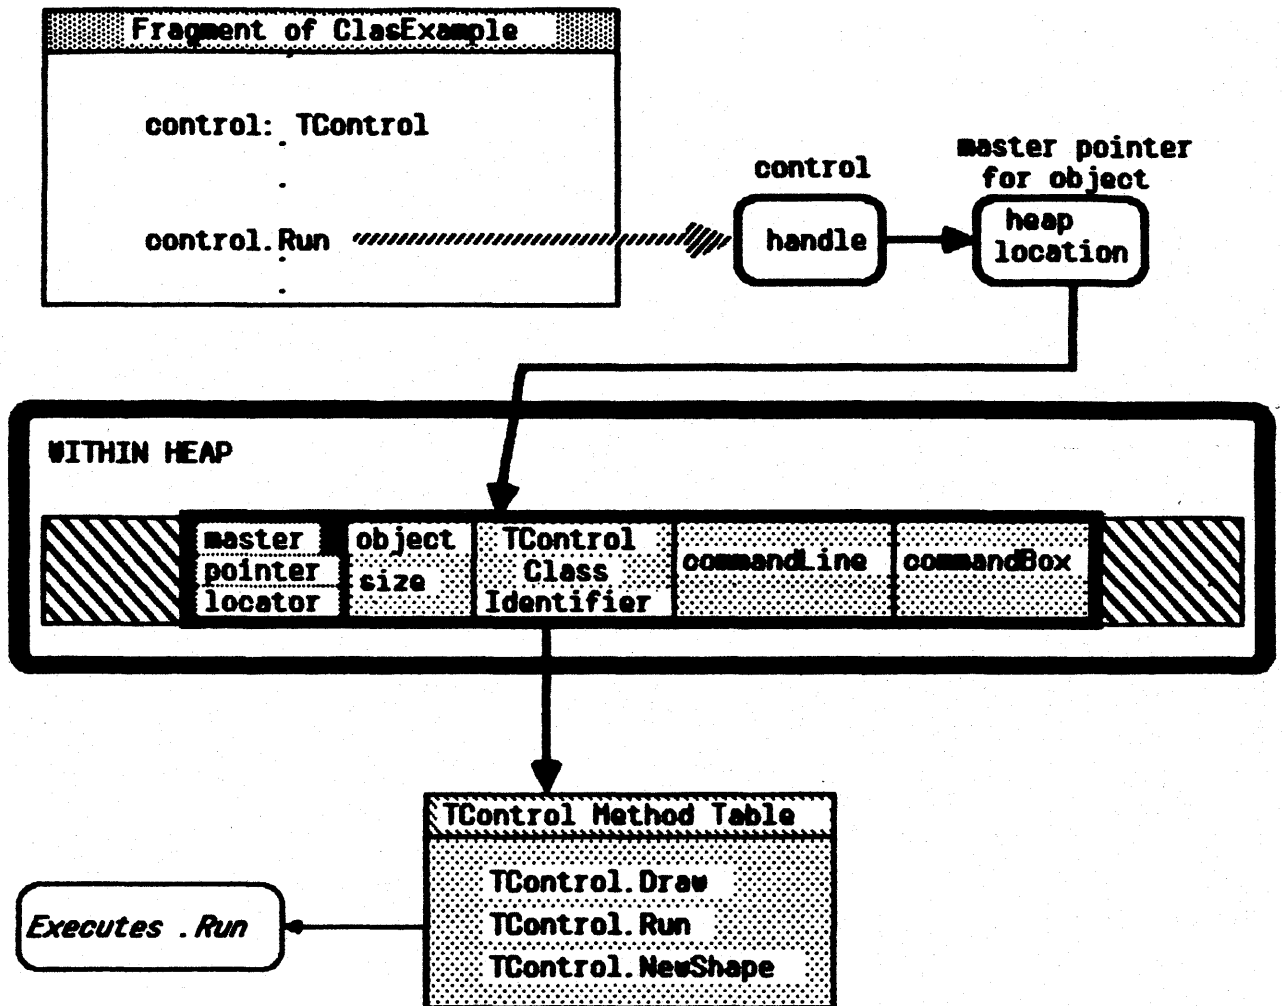 Fragment of ClasExample
control: TControl
control.Run
control
handle
master pointer
for object
heap
location
WITHIN HEAP
master
pointer
locator
object
size
TControl
Class
Identifier
commandLine
commandBox
TControl Method Table
TControl.Draw
TControl.Run
TControl.NewShape
Executes .Run